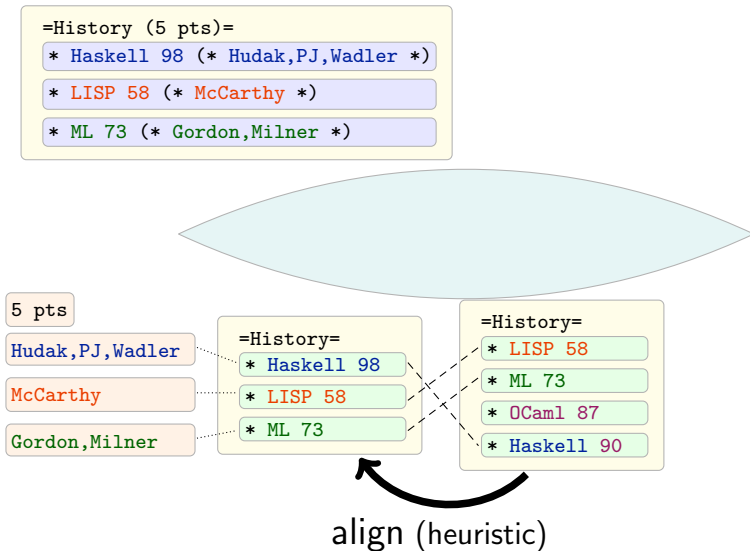 =History (5 pts)=
* Haskell 98 (* Hudak,PJ,Wadler *)
* LISP 58 (* McCarthy *)
* ML 73 (* Gordon,Milner *)
5 pts
Hudak,PJ,Wadler
McCarthy
Gordon,Milner
=History=
* Haskell 98
* LISP 58
* ML 73
=History=
* LISP 58
* ML 73
* OCaml 87
* Haskell 90
align (heuristic)